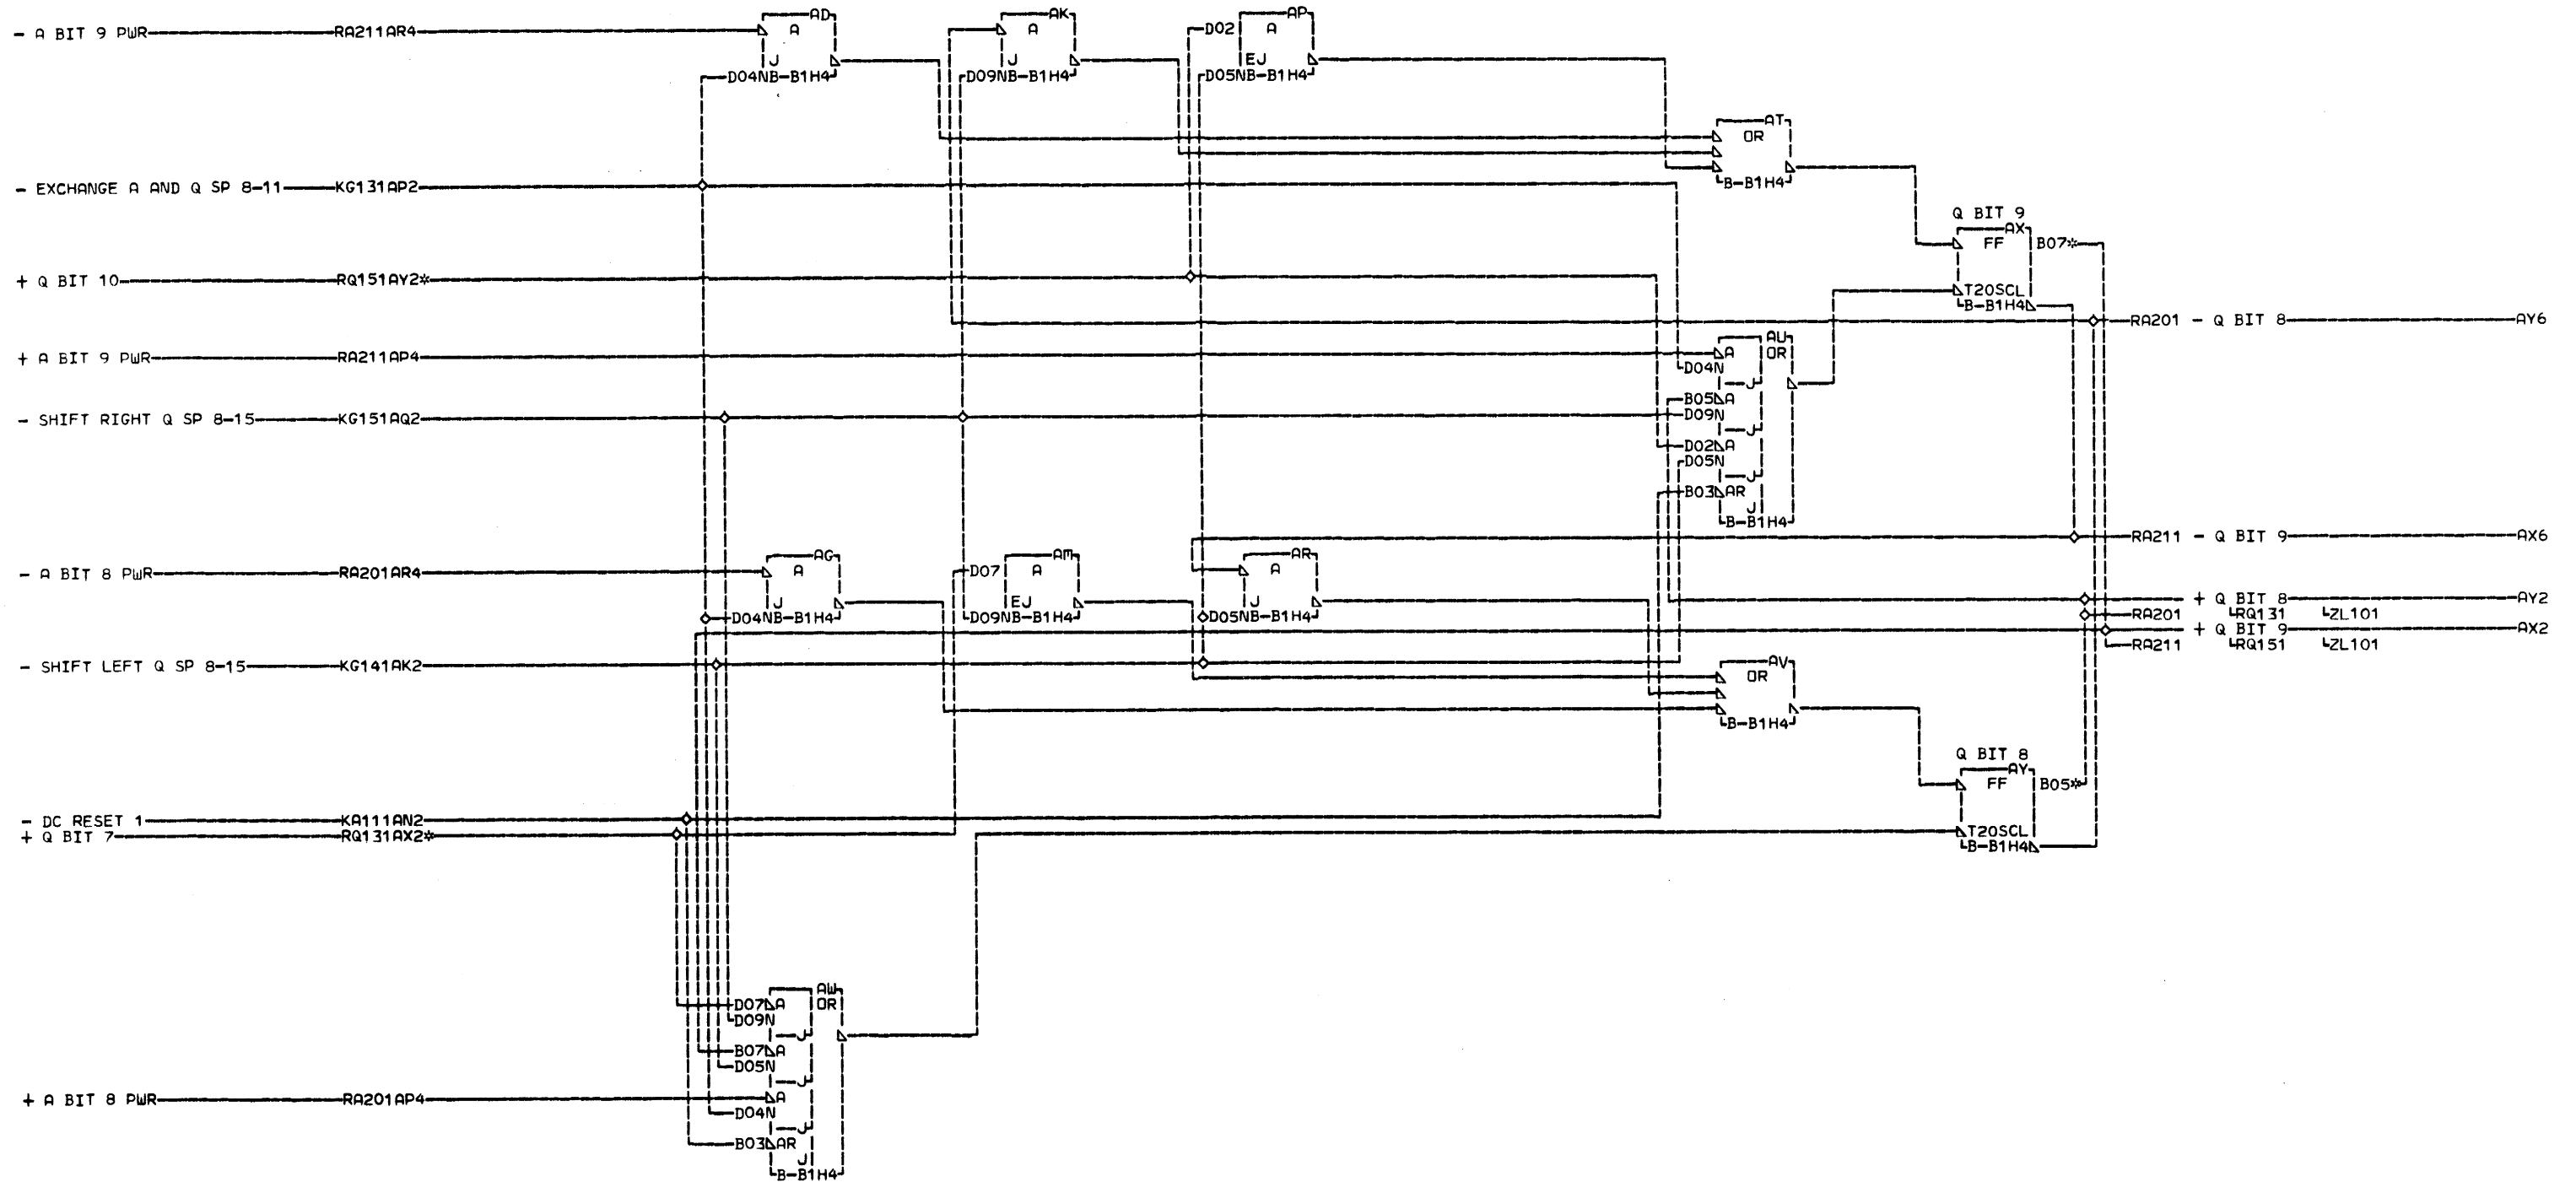 AD
AK
AP
- A BIT 9 PWR RA211AR4 A A D02 A
J J EJ
D04NB-B1H4 D09NB-B1H4 D05NB-B1H4
AT
OR
- EXCHANGE A AND Q SP 8-11 KG131AP2 B-B1H4
Q BIT 9
AX
FF B07*
+ Q BIT 10 RQ151AY2*
T20SCL
B-B1H4
RA201 - Q BIT 8 AY6
AU
+ A BIT 9 PWR RA211AP4 A OR
D04N
J
B05 A
- SHIFT RIGHT Q SP 8-15 KG151AQ2 D09N
J
D02 A
D05N
J
B03 AR
J
B-B1H4
RA211 - Q BIT 9 AX6
AG AM AR
- A BIT 8 PWR RA201AR4 A D07 A A
J EJ J
+ Q BIT 8 AY2
D04NB-B1H4 D09NB-B1H4 D05NB-B1H4 RA201 RQ131 ZL101
+ Q BIT 9 AX2
RA211 RQ151 ZL101
- SHIFT LEFT Q SP 8-15 KG141AK2 AV
OR
B-B1H4
Q BIT 8
AY
FF B05*
- DC RESET 1 KA111AN2
+ Q BIT 7 RQ131AX2* T20SCL
B-B1H4
AW
D07 A OR
D09N
J
B07 A
D05N
J
+ A BIT 8 PWR RA201AP4 A
D04N
J
B03 AR
J
B-B1H4